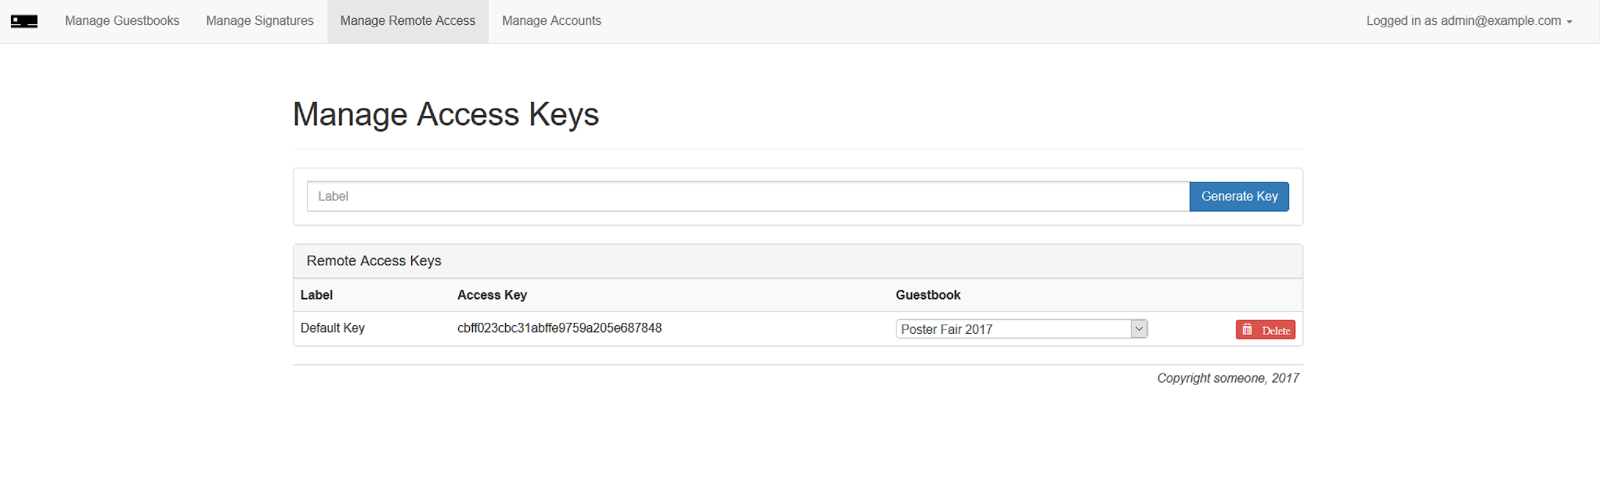 Manage Guestbooks Manage Signatures Manage Remote Access Manage Accounts Logged in as admin@example.com
Manage Access Keys
Label Generate Key
Remote Access Keys
Label Access Key Guestbook
Default Key cbff023cbc31abffe9759a205e687848 Poster Fair 2017 Delete
Copyright someone, 2017